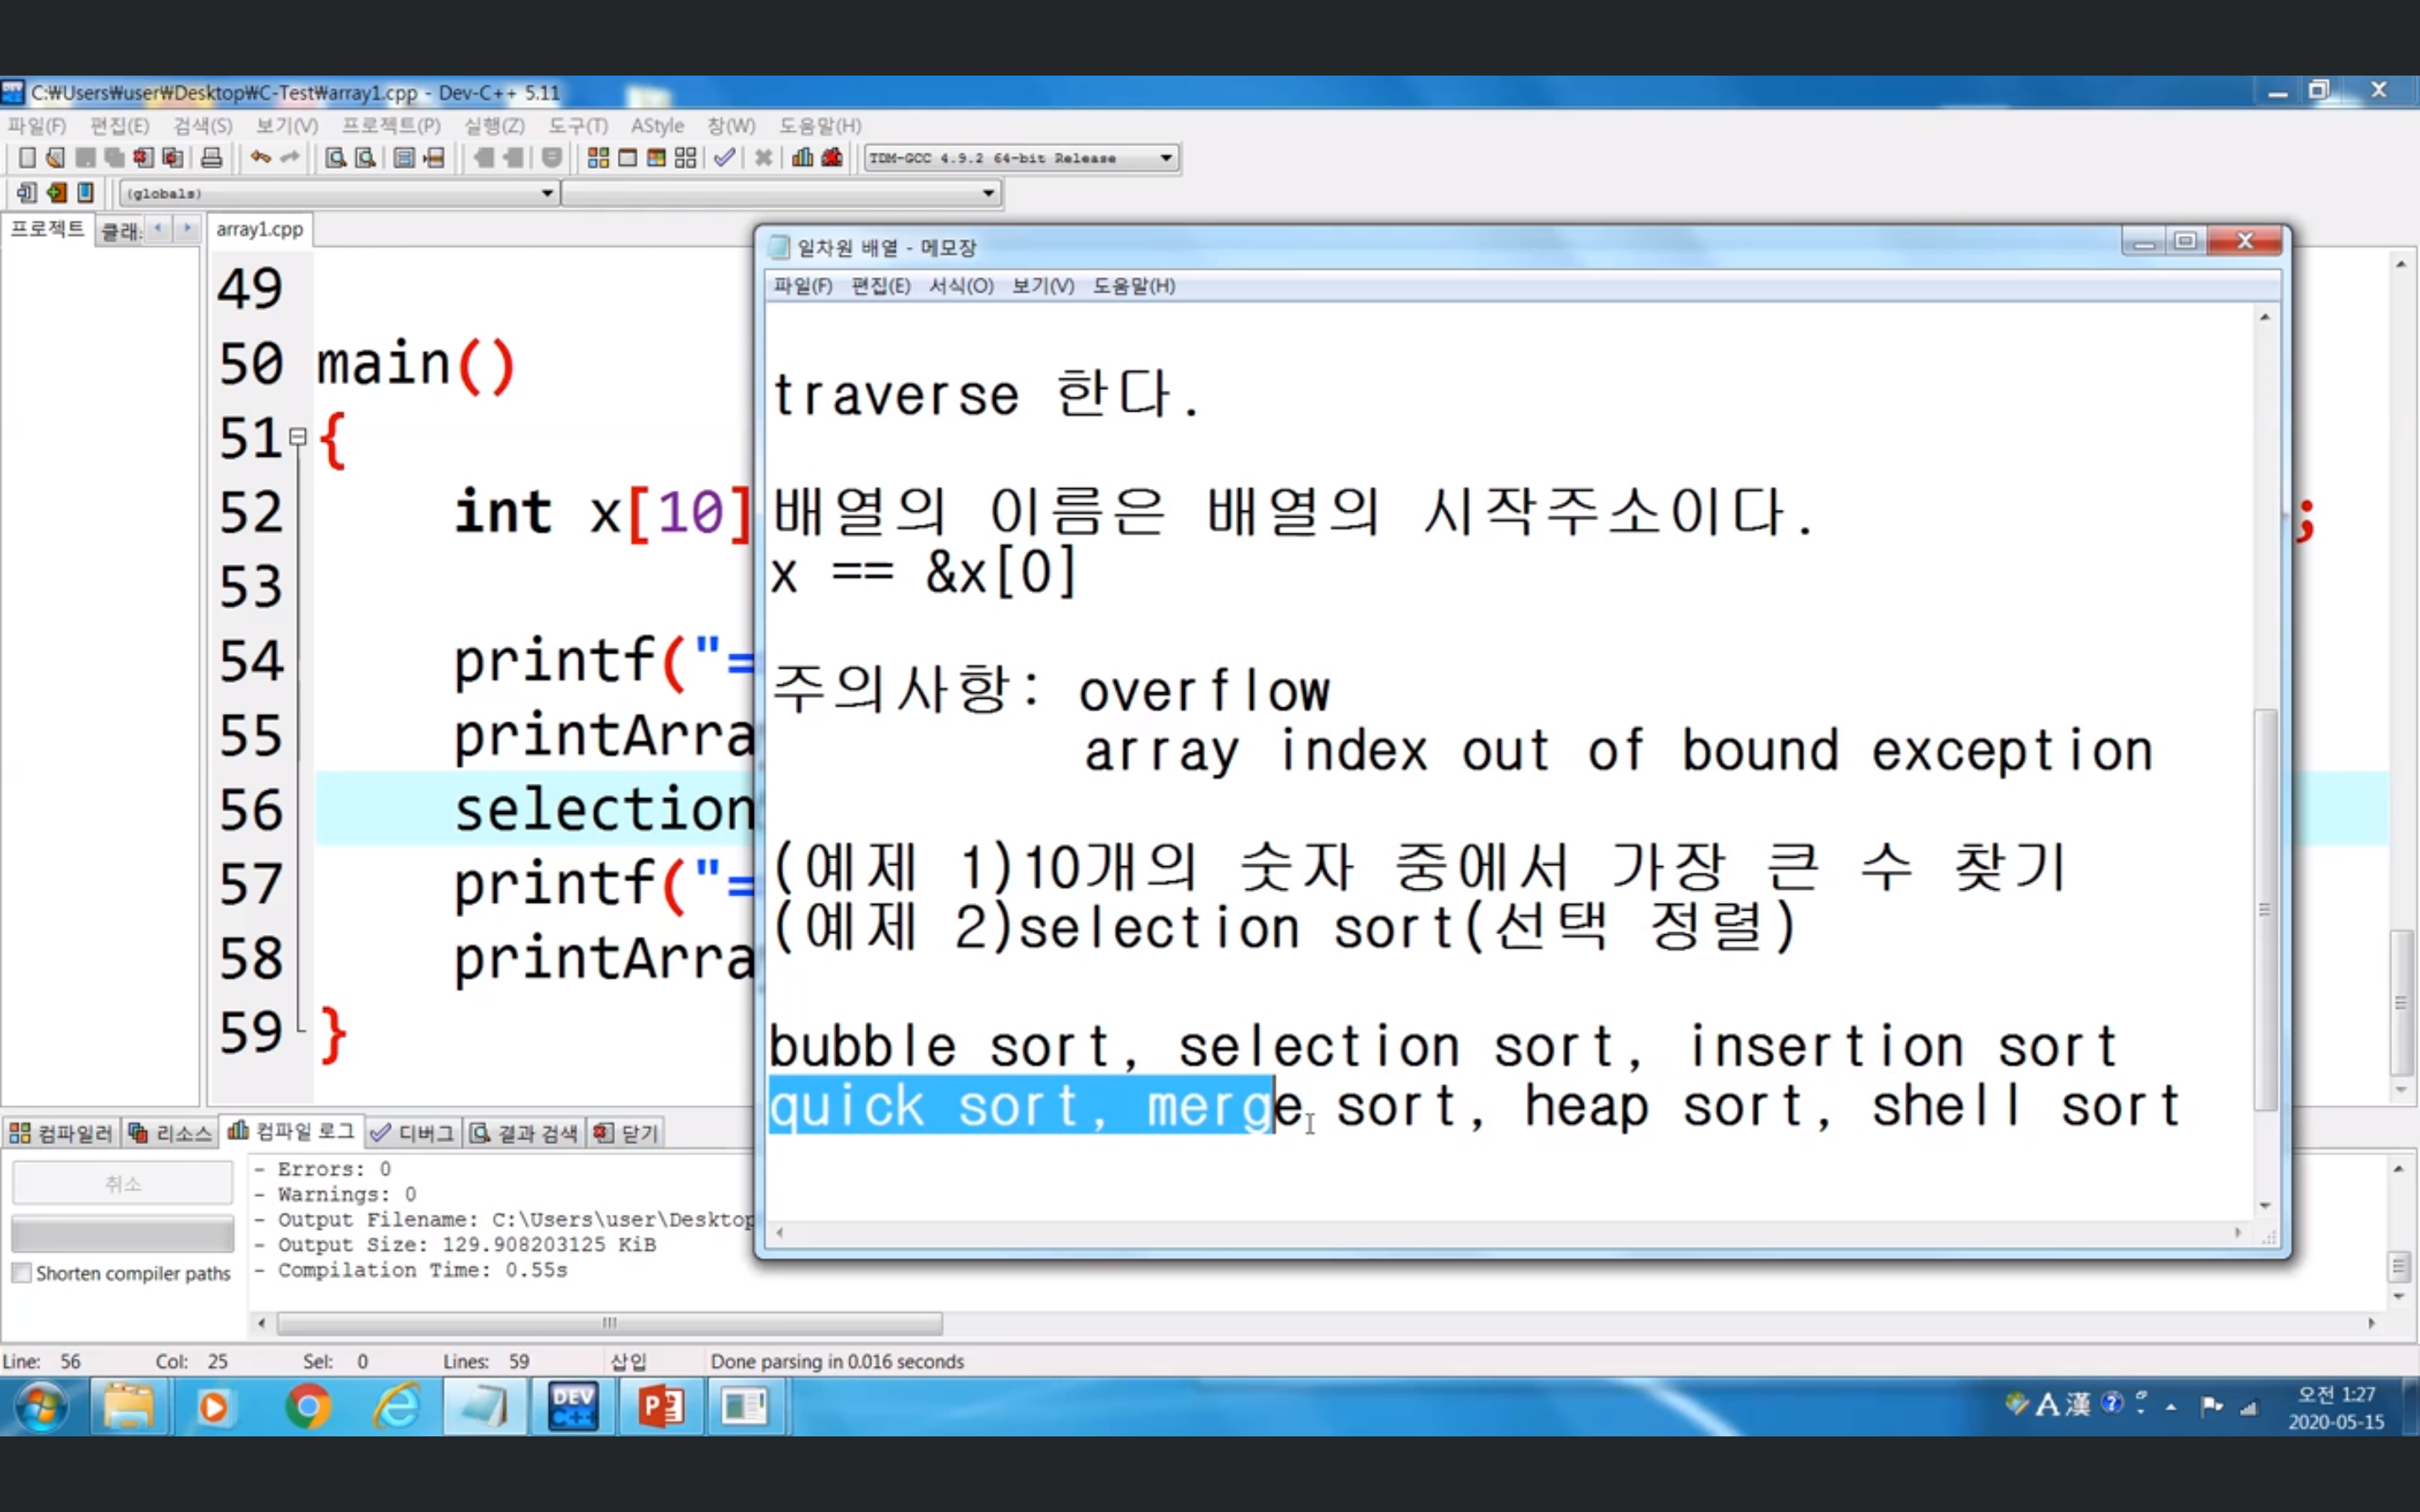 C:₩Users₩user₩Desktop₩C-Test₩array1.cpp - Dev-C++ 5.11
파일(F) 편집(E) 검색(S) 보기(V) 프로젝트(P) 실행(Z) 도구(T) AStyle 창(W) 도움말(H)
TDM-GCC 4.9.2 64-bit Release
(globals)
프로젝트 클래: array1.cpp
일차원 배열 - 메모장
파일(F) 편집(E) 서식(O) 보기(V) 도움말(H)
traverse 한다.
배열의 이름은 배열의 시작주소이다.
x == &x[0]
주의사항: overflow
array index out of bound exception
(예제 1)10개의 숫자 중에서 가장 큰 수 찾기
(예제 2)selection sort(선택 정렬)
bubble sort, selection sort, insertion sort
quick sort, merge sort, heap sort, shell sort
49
50 main()
51 {
52 int x[10] ;
53
54 printf("=
55 printArra
56 selection
57 printf("=
58 printArra
59 }
컴파일러 리소스 컴파일 로그 디버그 결과 검색 닫기
취소
Shorten compiler paths
- Errors: 0
- Warnings: 0
- Output Filename: C:\Users\user\Desktop
- Output Size: 129.908203125 KiB
- Compilation Time: 0.55s
Line: 56 Col: 25 Sel: 0 Lines: 59 삽입 Done parsing in 0.016 seconds
DEV C++
A 漢
오전 1:27
2020-05-15